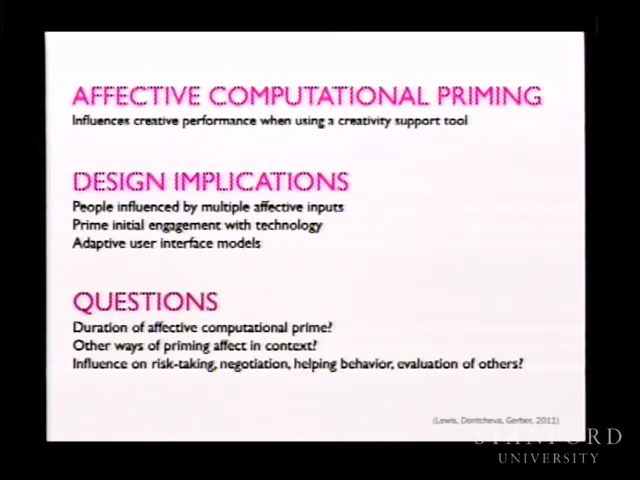 AFFECTIVE COMPUTATIONAL PRIMING
Influences creative performance when using a creativity support tool
DESIGN IMPLICATIONS
People influenced by multiple affective inputs
Prime initial engagement with technology
Adaptive user interface models
QUESTIONS
Duration of affective computational prime?
Other ways of priming affect in context?
Influence on risk-taking, negotiation, helping behavior, evaluation of others?
(Lewis, Dontcheva, Gerber, 2011)
STANFORD
UNIVERSITY